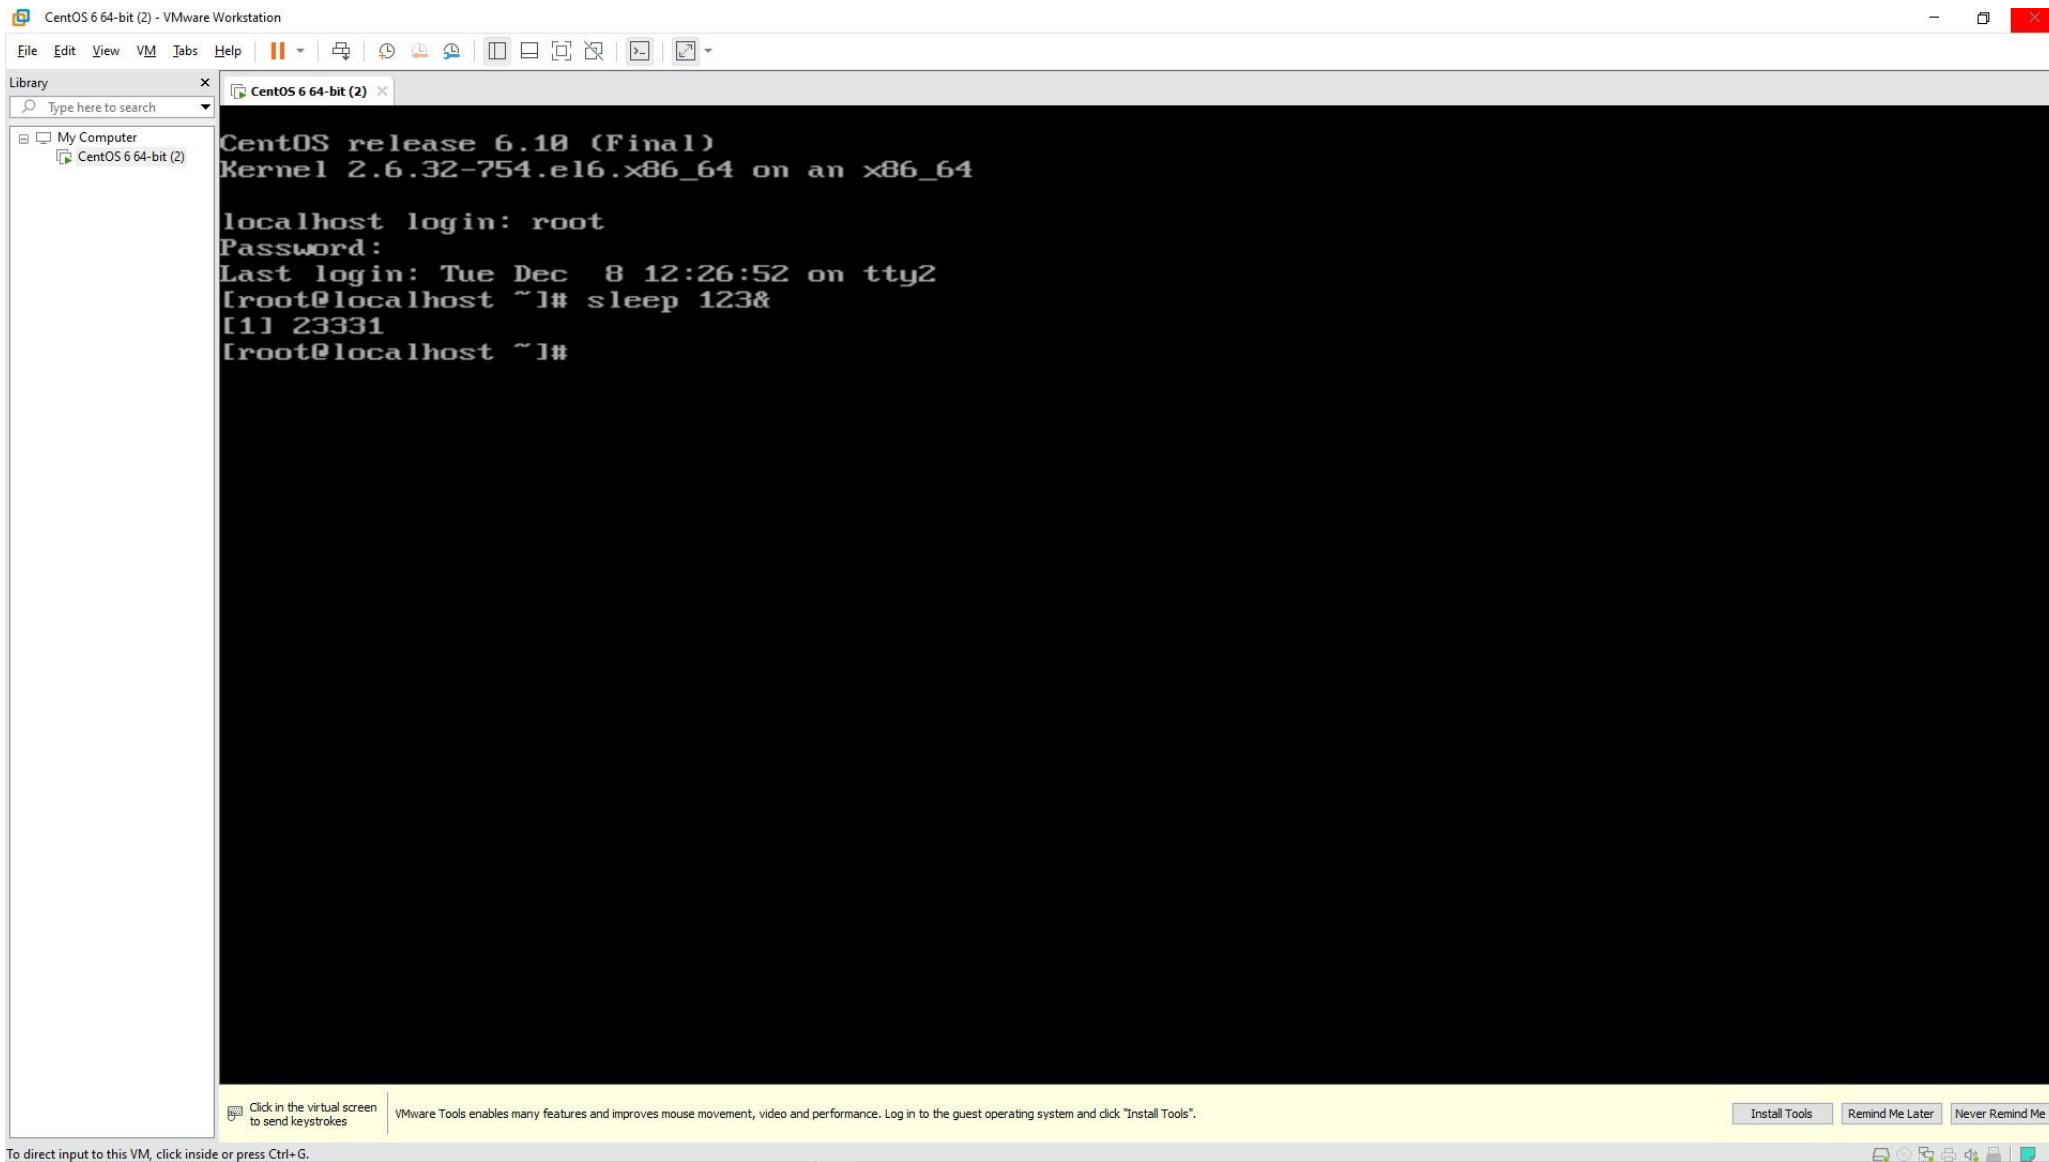 CentOS 6 64-bit (2) - VMware Workstation
File Edit View VM Tabs Help
Library
Type here to search
My Computer
CentOS 6 64-bit (2)
CentOS 6 64-bit (2)
CentOS release 6.10 (Final)
Kernel 2.6.32-754.el6.x86_64 on an x86_64
localhost login: root
Password:
Last login: Tue Dec  8 12:26:52 on tty2
[root@localhost ~]# sleep 123&
[1] 23331
[root@localhost ~]#
Click in the virtual screen
to send keystrokes
VMware Tools enables many features and improves mouse movement, video and performance. Log in to the guest operating system and click "Install Tools".
Install Tools
Remind Me Later
Never Remind Me
To direct input to this VM, click inside or press Ctrl+G.